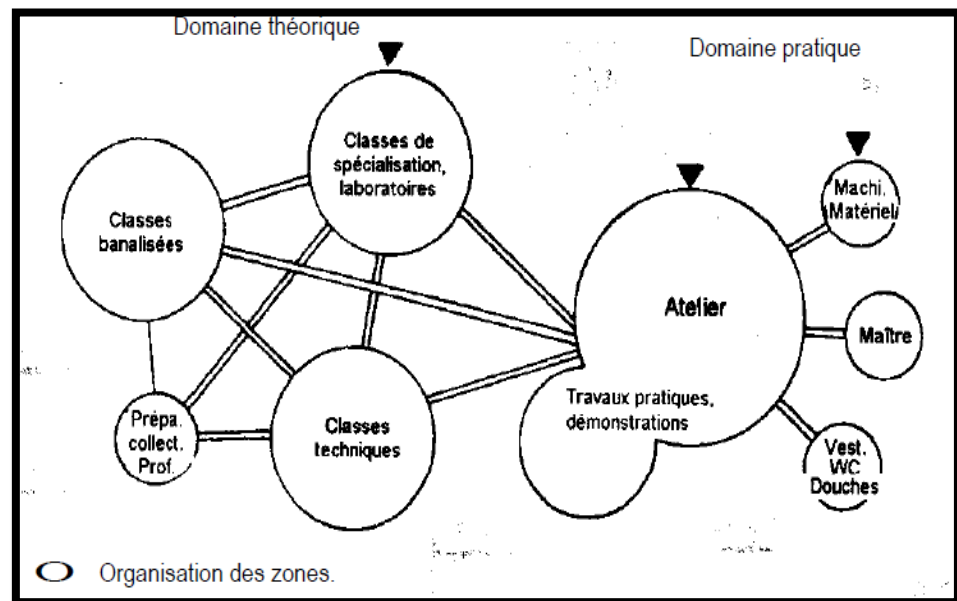 Domaine théorique
Domaine pratique
Classes de
spécialisation,
laboratoires
Machi.
Matériel
Classes
banalisées
Atelier
Maître
Travaux pratiques,
démonstrations
Prépa.
collect.
Prof.
Classes
techniques
Vest.
WC
Douches
Organisation des zones.